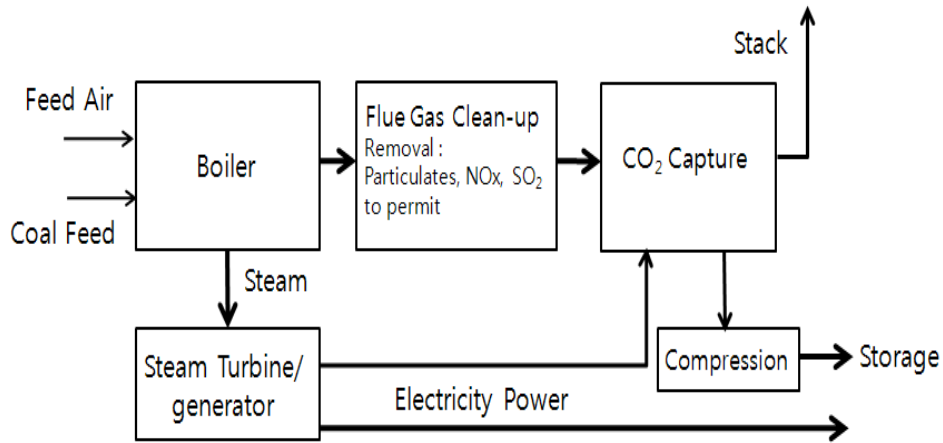 Stack
Feed Air
Coal Feed
Boiler
Flue Gas Clean-up
Removal :
Particulates, NOx, SO₂
to permit
CO₂ Capture
Steam
Steam Turbine/
generator
Compression
Storage
Electricity Power